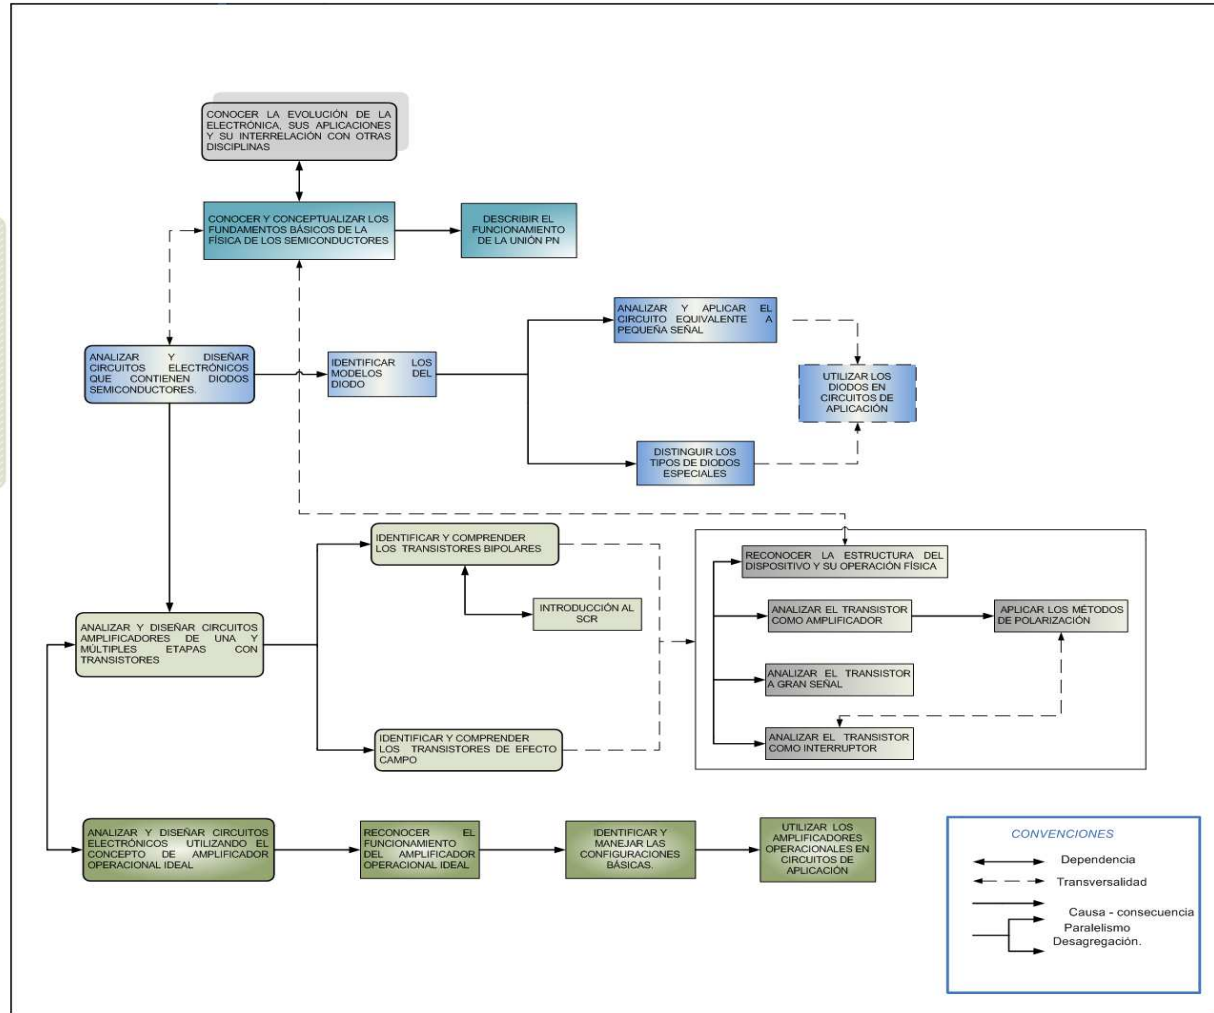 CONOCER LA EVOLUCIÓN DE LA
ELECTRÓNICA, SUS APLICACIONES
Y SU INTERRELACIÓN CON OTRAS
DISCIPLINAS
CONOCER Y CONCEPTUALIZAR LOS
FUNDAMENTOS BÁSICOS DE LA
FÍSICA DE LOS SEMICONDUCTORES
DESCRIBIR EL
FUNCIONAMIENTO
DE LA UNIÓN PN
ANALIZAR Y APLICAR EL
CIRCUITO EQUIVALENTE A
PEQUEÑA SEÑAL
ANALIZAR Y DISEÑAR
CIRCUITOS ELECTRÓNICOS
QUE CONTIENEN DIODOS
SEMICONDUCTORES.
IDENTIFICAR LOS
MODELOS DEL
DIODO
UTILIZAR LOS
DIODOS EN
CIRCUITOS DE
APLICACIÓN
DISTINGUIR LOS
TIPOS DE DIODOS
ESPECIALES
IDENTIFICAR Y COMPRENDER
LOS TRANSISTORES BIPOLARES
RECONOCER LA ESTRUCTURA DEL
DISPOSITIVO Y SU OPERACIÓN FÍSICA
INTRODUCCIÓN AL
SCR
ANALIZAR EL TRANSISTOR
COMO AMPLIFICADOR
APLICAR LOS MÉTODOS
DE POLARIZACIÓN
ANALIZAR Y DISEÑAR CIRCUITOS
AMPLIFICADORES DE UNA Y
MÚLTIPLES ETAPAS CON
TRANSISTORES
ANALIZAR EL TRANSISTOR
A GRAN SEÑAL
IDENTIFICAR Y COMPRENDER
LOS TRANSISTORES DE EFECTO
CAMPO
ANALIZAR EL TRANSISTOR
COMO INTERRUPTOR
ANALIZAR Y DISEÑAR CIRCUITOS
ELECTRÓNICOS UTILIZANDO EL
CONCEPTO DE AMPLIFICADOR
OPERACIONAL IDEAL
RECONOCER EL
FUNCIONAMIENTO
DEL AMPLIFICADOR
OPERACIONAL IDEAL
IDENTIFICAR Y
MANEJAR LAS
CONFIGURACIONES
BÁSICAS.
UTILIZAR LOS
AMPLIFICADORES
OPERACIONALES EN
CIRCUITOS DE
APLICACIÓN
CONVENCIONES
Dependencia
Transversalidad
Causa - consecuencia
Paralelismo
Desagregación.